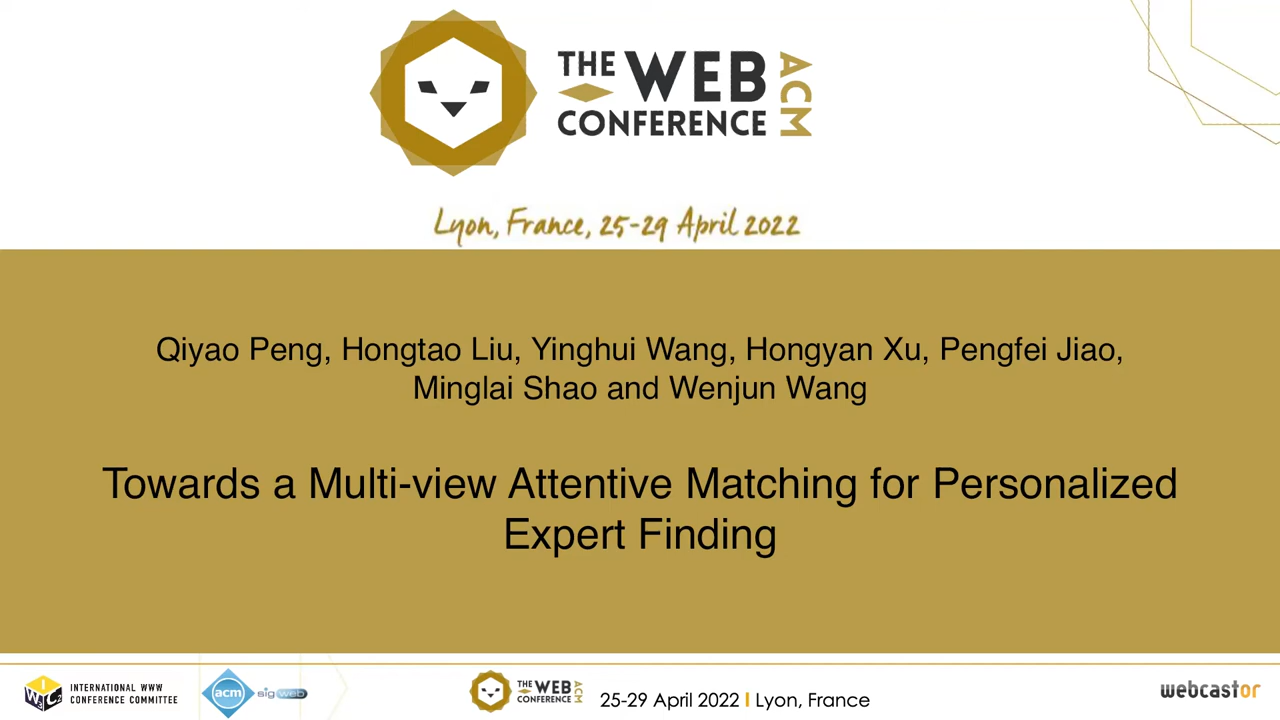 THE WEB CONFERENCE ACM
Lyon, France, 25-29 April 2022
Qiyao Peng, Hongtao Liu, Yinghui Wang, Hongyan Xu, Pengfei Jiao,
Minglai Shao and Wenjun Wang
Towards a Multi-view Attentive Matching for Personalized
Expert Finding
IW3C2
INTERNATIONAL WWW
CONFERENCE COMMITTEE
acm sigweb
THE WEB CONFERENCE ACM
25-29 April 2022 I Lyon, France
webcastor